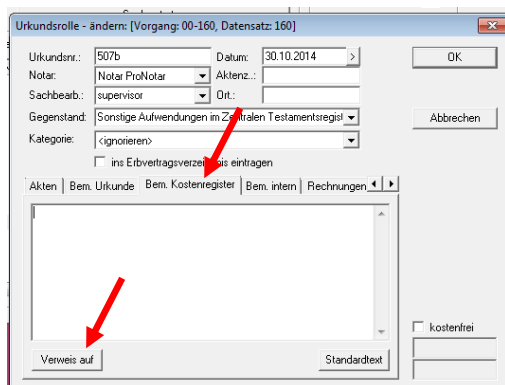 Urkundsrolle - ändern: [Vorgang: 00-160, Datensatz: 160]
Urkundsnr.: 507b Datum: 30.10.2014 >
OK
Notar: Notar ProNotar Aktenz..:
Sachbearb.: supervisor Ort.:
Gegenstand: Sonstige Aufwendungen im Zentralen Testamentsregist
Abbrechen
Kategorie: <ignorieren>
ins Erbvertragsverzeichnis eintragen
Akten Bem. Urkunde Bem. Kostenregister Bem. intern Rechnungen
kostenfrei
Verweis auf Standardtext